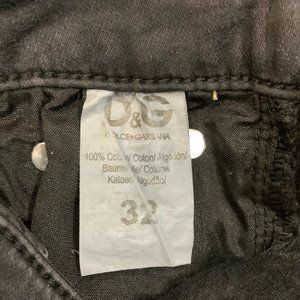 D&G
DOLCE&GABBANA
100% Cotton/Coton/Algodón/
Baumwolle/Cotone/
Katoen/Algodão/
32